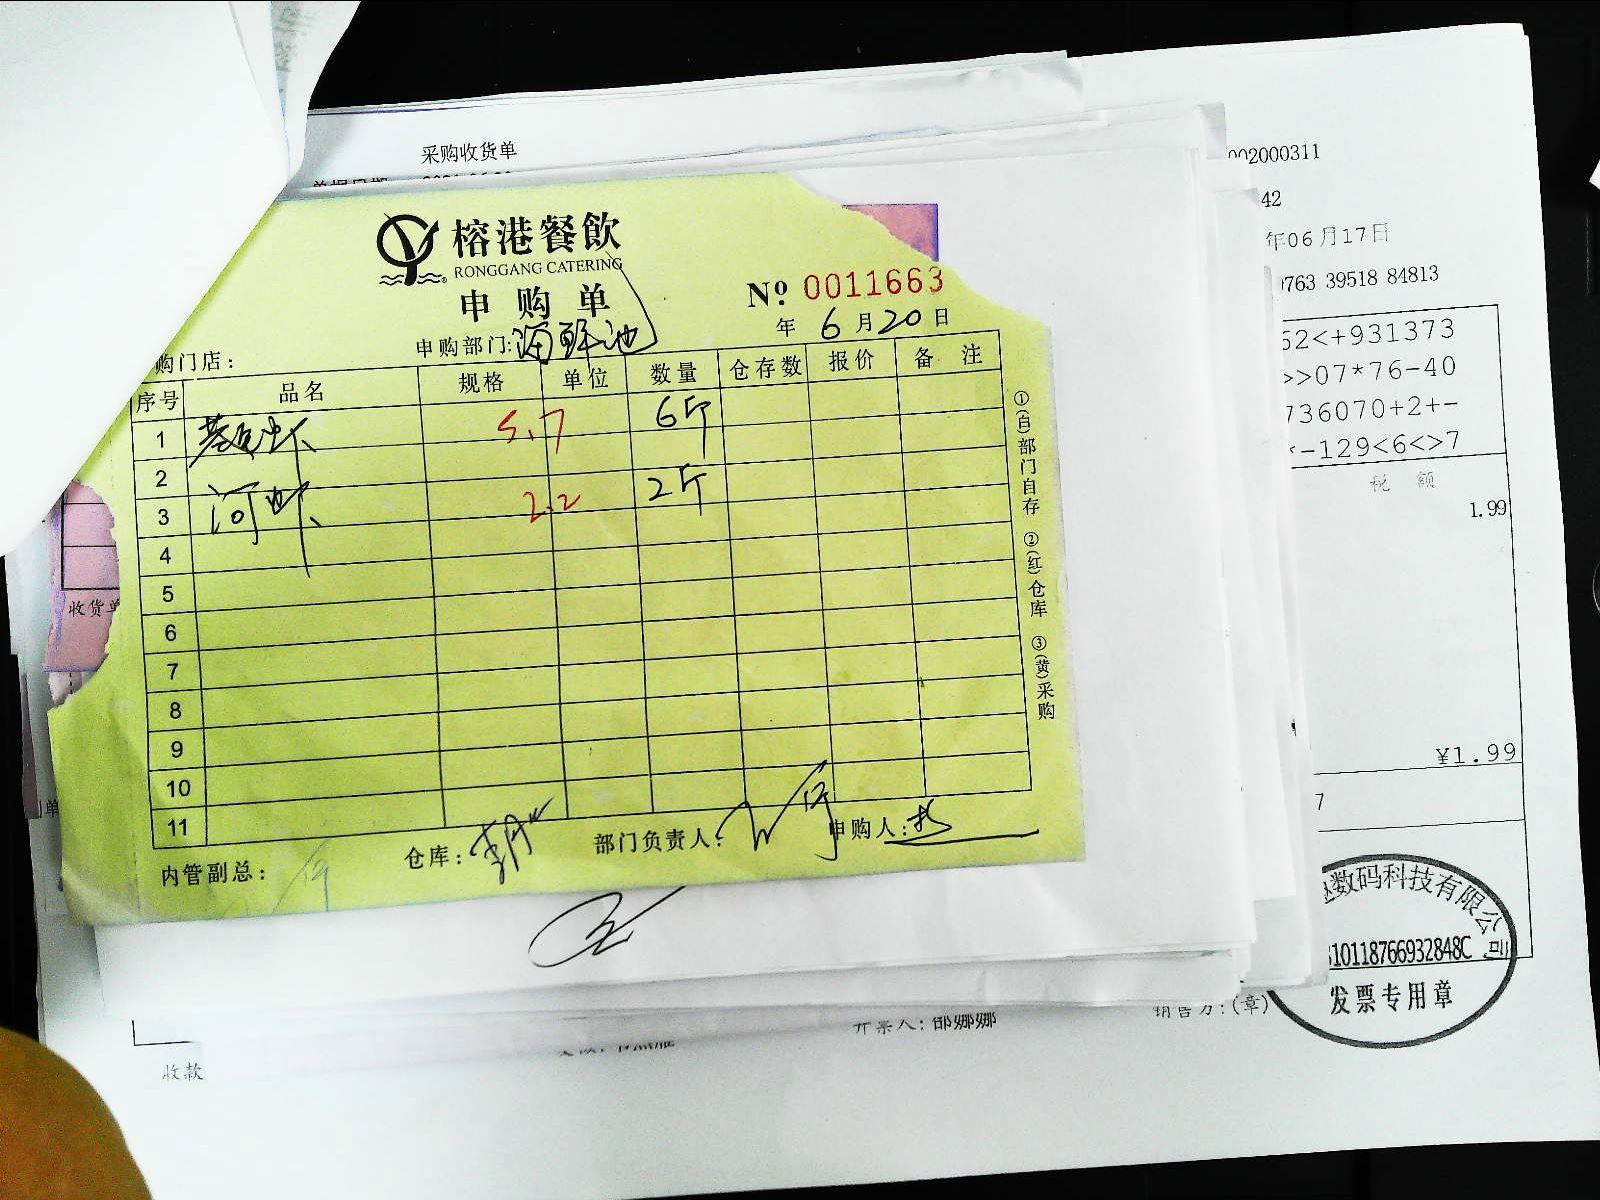 采购收货单
002000311
42
年06月17日
0763 39518 84813
榕港餐飲
RONGGANG CATERING
申购单
№ 0011663
年 6 月 20 日
购门店：
申购部门：海鲜池
序号 品名 规格 单位 数量 仓存数 报价 备 注
1 5.7 6斤
2
3 河虾 2.2 2斤
4
5
6
7
8
9
10
11
内管副总：
仓库：
部门负责人：
申购人：
①(白)部门自存 ②(红)仓库 ③(黄)采购
收货单
单
62<+931373
>>07*76-40
736070+2+-
-129<6<>7
税 额
1.99
¥1.99
7
数码科技有限公司
10118766932848C
发票专用章
销售方:(章)
开票人: 邵娜娜
收款